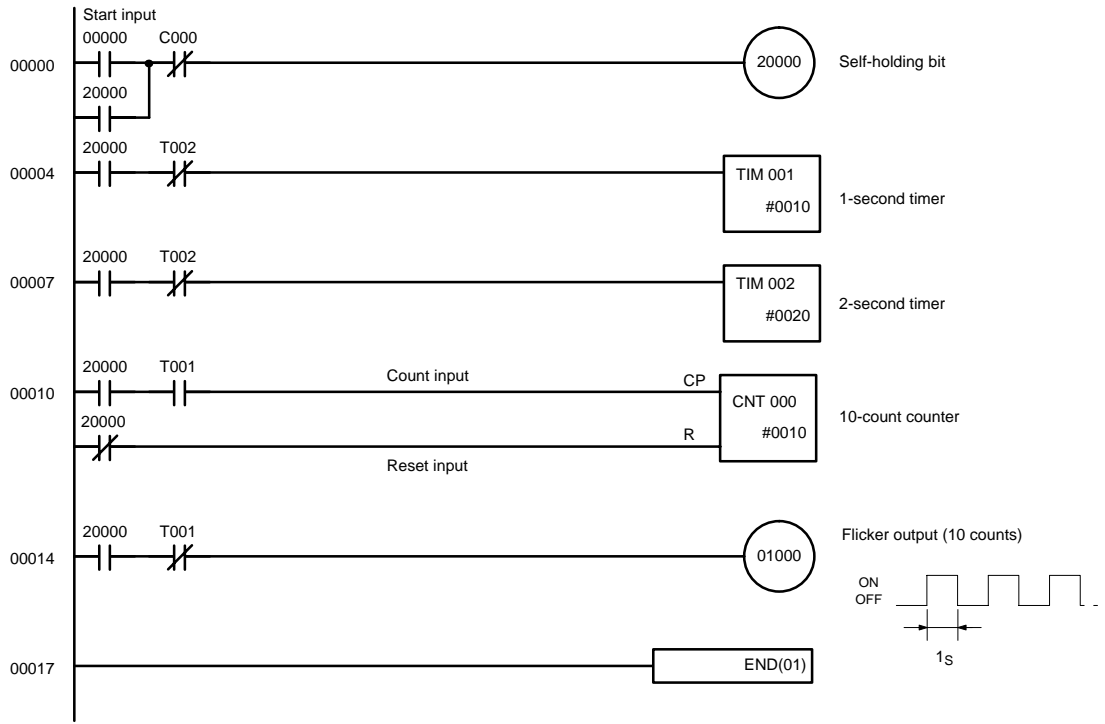 Start input
00000 C000
00000
20000
Self-holding bit
20000
20000 T002
00004
TIM 001
#0010
1-second timer
20000 T002
00007
TIM 002
#0020
2-second timer
20000 T001
00010
Count input
CP
CNT 000
#0010
10-count counter
20000
R
Reset input
20000 T001
00014
01000
Flicker output (10 counts)
ON
OFF
1S
00017
END(01)